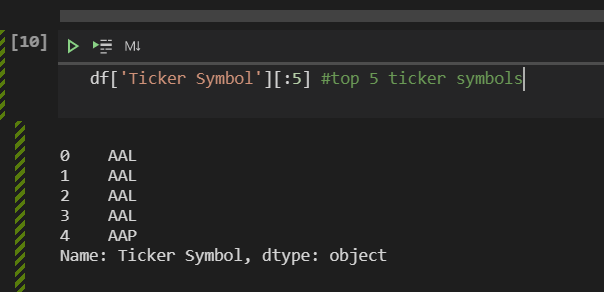 [10]
M↓
df['Ticker Symbol'][:5] #top 5 ticker symbols
0 AAL
1 AAL
2 AAL
3 AAL
4 AAP
Name: Ticker Symbol, dtype: object